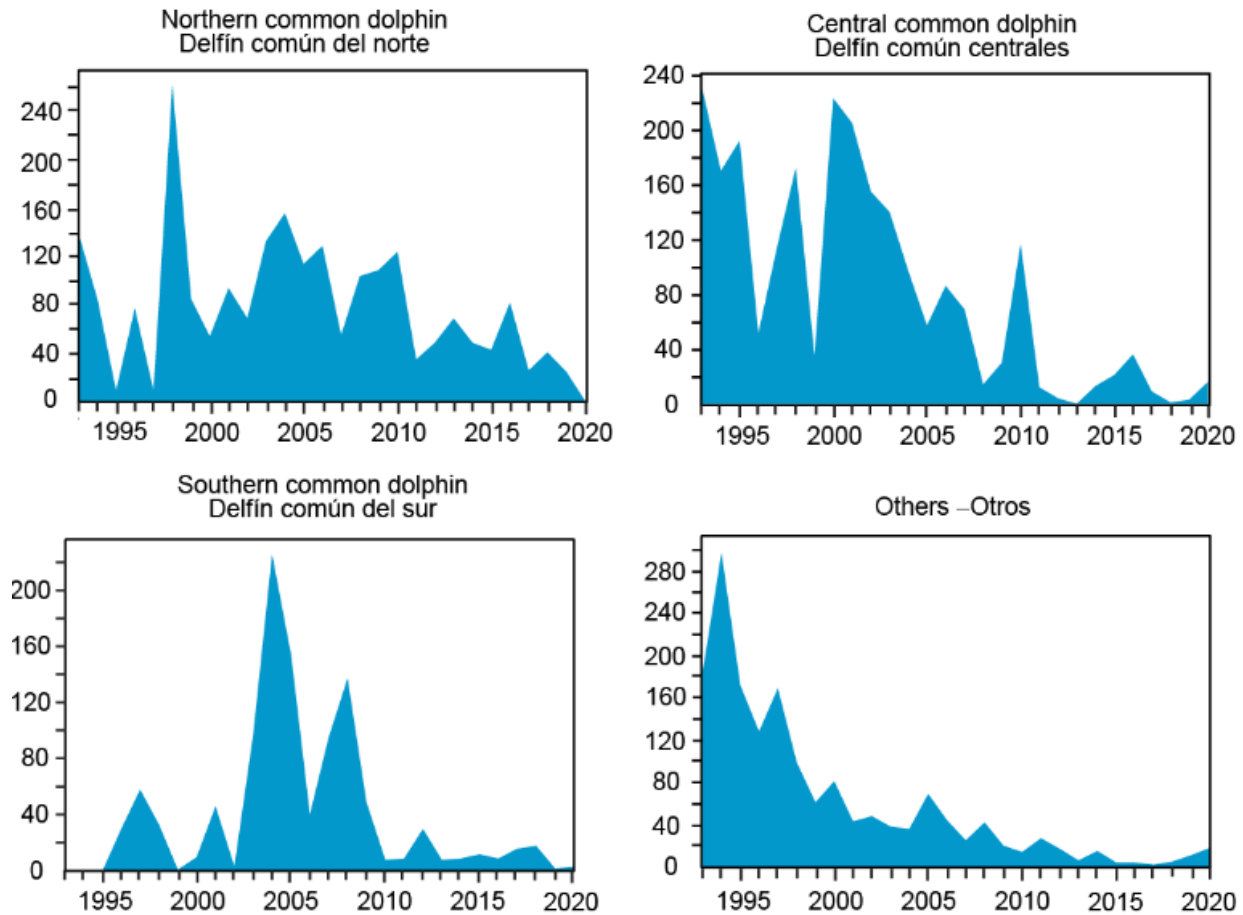 Northern common dolphin
Delfín común del norte
240
200
160
120
80
40
0
1995 2000 2005 2010 2015 2020
Central common dolphin
Delfín común centrales
240
200
160
120
80
40
0
1995 2000 2005 2010 2015 2020
Southern common dolphin
Delfín común del sur
200
160
120
80
40
0
1995 2000 2005 2010 2015 2020
Others –Otros
280
240
200
160
120
80
40
0
1995 2000 2005 2010 2015 2020